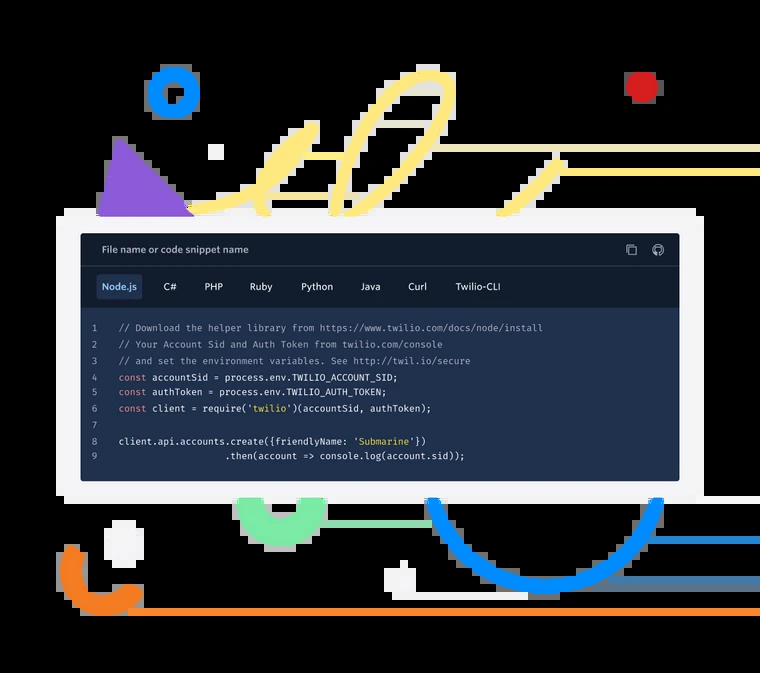 File name or code snippet name
Node.js C# PHP Ruby Python Java Curl Twilio-CLI
1 // Download the helper library from https://www.twilio.com/docs/node/install
2 // Your Account Sid and Auth Token from twilio.com/console
3 // and set the environment variables. See http://twil.io/secure
4 const accountSid = process.env.TWILIO_ACCOUNT_SID;
5 const authToken = process.env.TWILIO_AUTH_TOKEN;
6 const client = require('twilio')(accountSid, authToken);
7
8 client.api.accounts.create({friendlyName: 'Submarine'})
9 .then(account => console.log(account.sid));